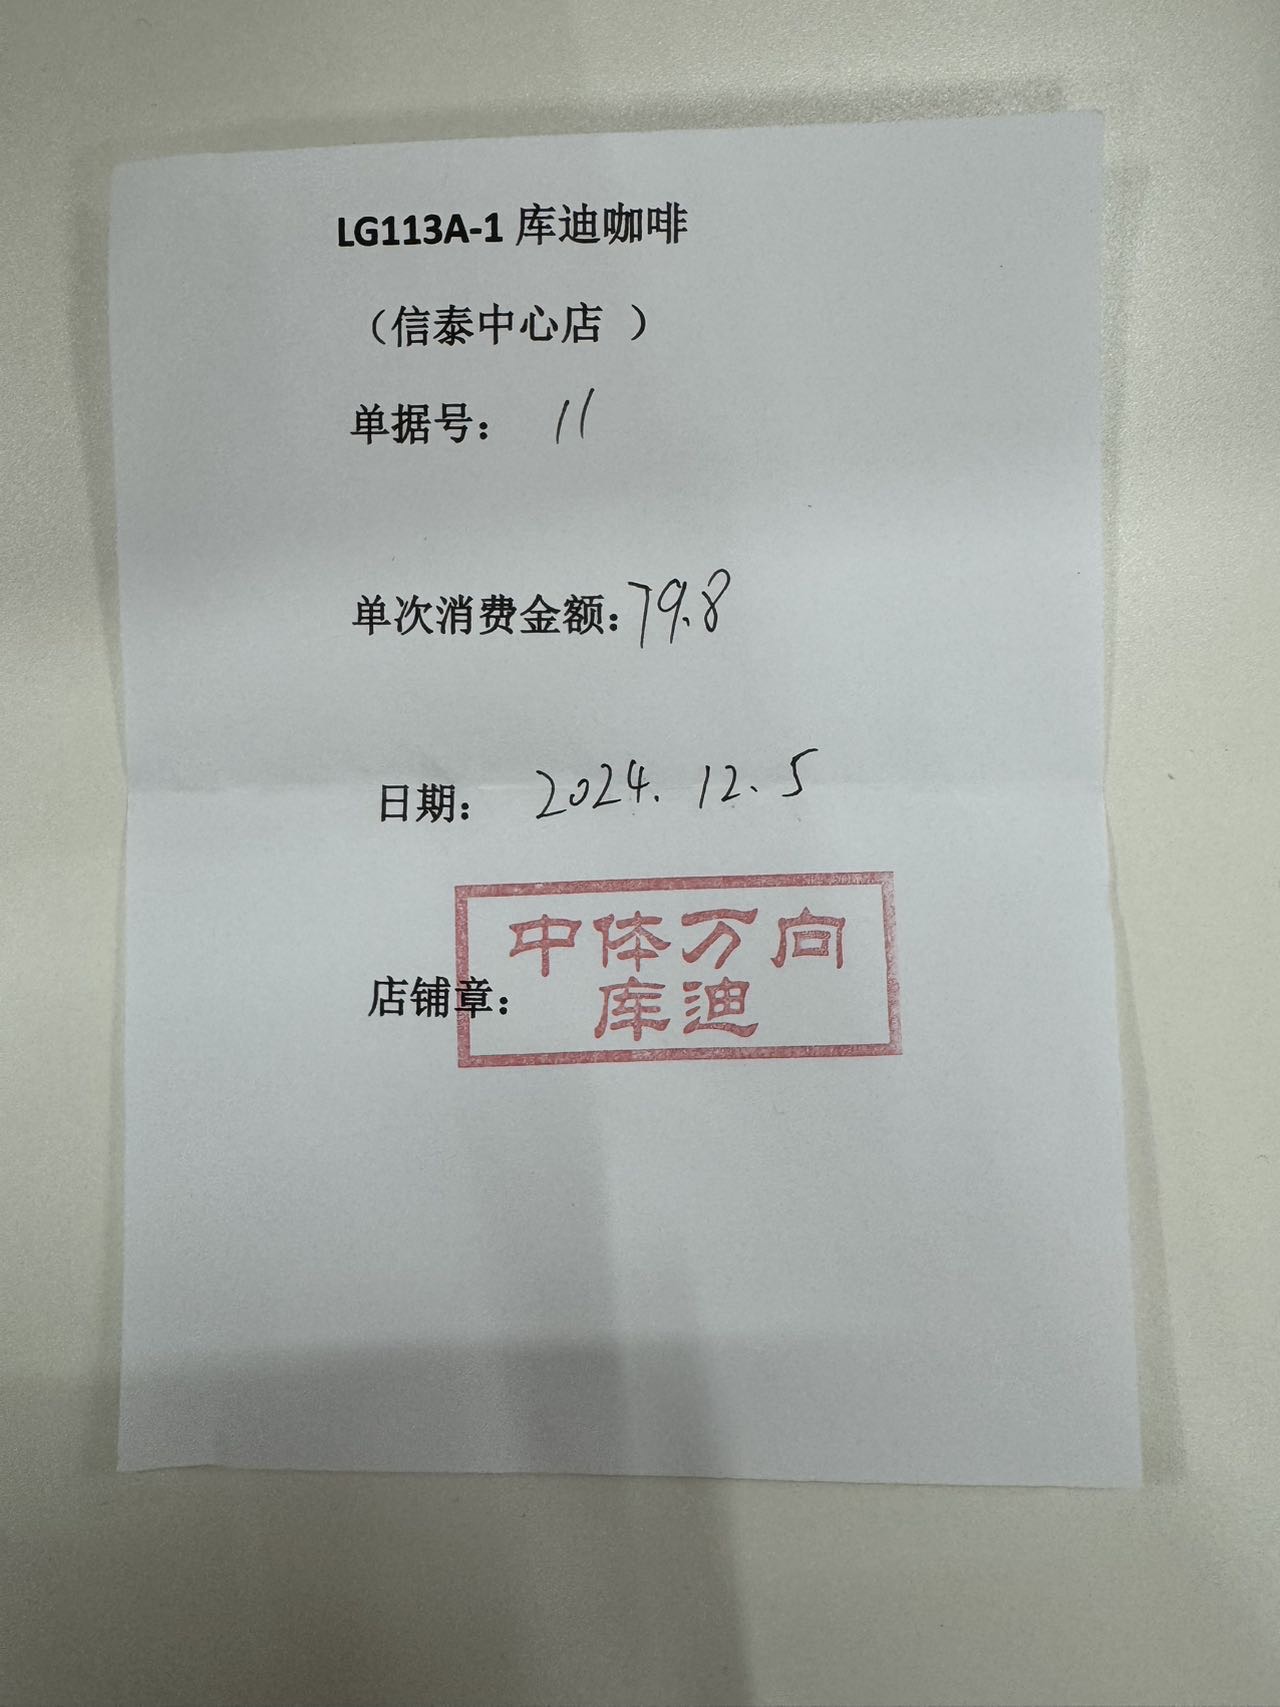 LG113A-1 库迪咖啡
（信泰中心店 ）
单据号： 11
单次消费金额：79.8
日期： 2024.12.5
中体万向
库迪
店铺章：